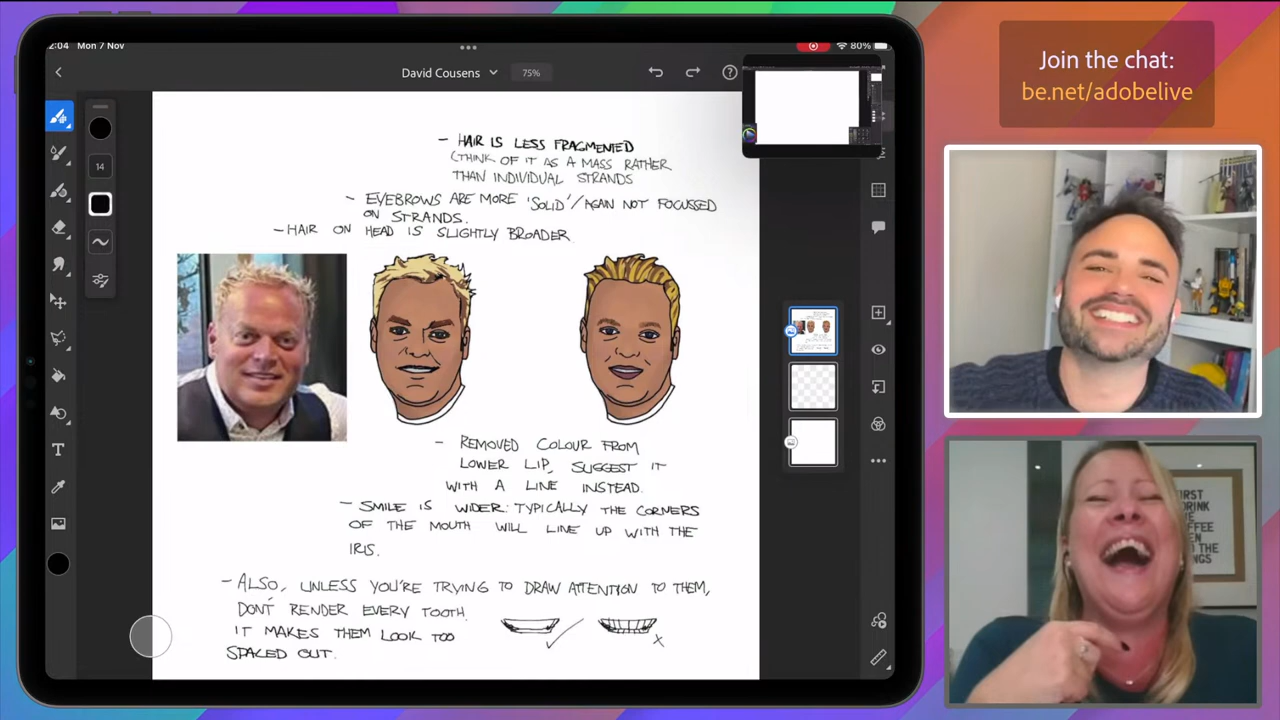 2:04 Mon 7 Nov
80%
David Cousens
75%
14
- HAIR IS LESS FRAGMENTED
(THINK OF IT AS A MASS RATHER
THAN INDIVIDUAL STRANDS
- EYEBROWS ARE MORE 'SOLID'/AGAIN NOT FOCUSSED
ON STRANDS.
- HAIR ON HEAD IS SLIGHTLY BROADER.
- REMOVED COLOUR FROM
LOWER LIP, SUGGEST IT
WITH A LINE INSTEAD.
- SMILE IS WIDER: TYPICALLY THE CORNERS
OF THE MOUTH WILL LINE UP WITH THE
IRIS.
- ALSO, UNLESS YOU'RE TRYING TO DRAW ATTENTION TO THEM,
DON'T RENDER EVERY TOOTH.
IT MAKES THEM LOOK TOO
SPACED OUT.
Join the chat:
be.net/adobelive